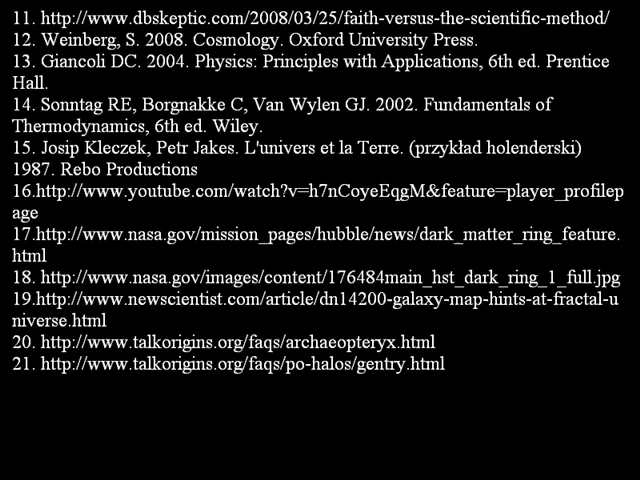 11. http://www.dbskeptic.com/2008/03/25/faith-versus-the-scientific-method/
12. Weinberg, S. 2008. Cosmology. Oxford University Press.
13. Giancoli DC. 2004. Physics: Principles with Applications, 6th ed. Prentice
Hall.
14. Sonntag RE, Borgnakke C, Van Wylen GJ. 2002. Fundamentals of
Thermodynamics, 6th ed. Wiley.
15. Josip Kleczek, Petr Jakes. L'univers et la Terre. (przykład holenderski)
1987. Rebo Productions
16.http://www.youtube.com/watch?v=h7nCoyeEqgM&feature=player_profilep
age
17.http://www.nasa.gov/mission_pages/hubble/news/dark_matter_ring_feature.
html
18. http://www.nasa.gov/images/content/176484main_hst_dark_ring_1_full.jpg
19.http://www.newscientist.com/article/dn14200-galaxy-map-hints-at-fractal-u
niverse.html
20. http://www.talkorigins.org/faqs/archaeopteryx.html
21. http://www.talkorigins.org/faqs/po-halos/gentry.html